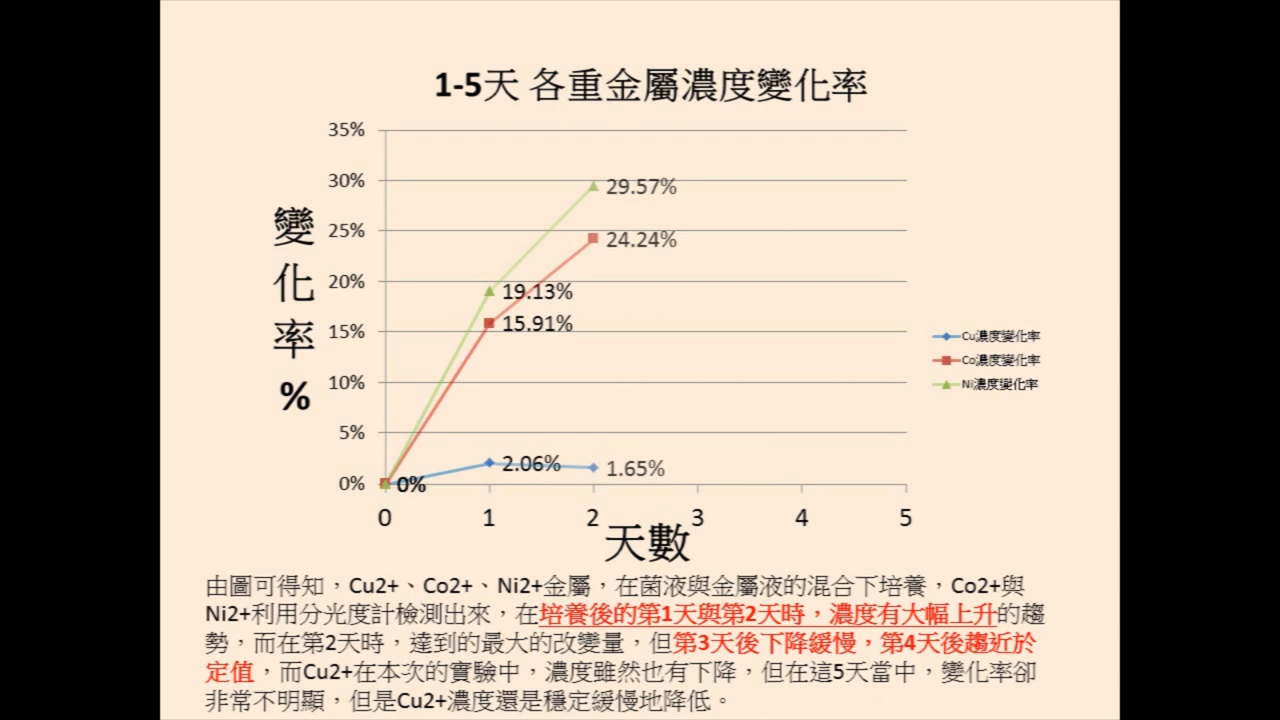 1-5天 各重金屬濃度變化率
35%
30%
25%
20%
15%
10%
5%
0%
變化率%
29.57%
24.24%
19.13%
15.91%
2.06%
1.65%
0%
0 1 2 3 4 5
天數
Cu濃度變化率
Co濃度變化率
Ni濃度變化率
由圖可得知，Cu2+、Co2+、Ni2+金屬，在菌液與金屬液的混合下培養，Co2+與
Ni2+利用分光度計檢測出來，在培養後的第1天與第2天時，濃度有大幅上升的趨
勢，而在第2天時，達到的最大的改變量，但第3天後下降緩慢，第4天後趨近於
定值，而Cu2+在本次的實驗中，濃度雖然也有下降，但在這5天當中，變化率卻
非常不明顯，但是Cu2+濃度還是穩定緩慢地降低。